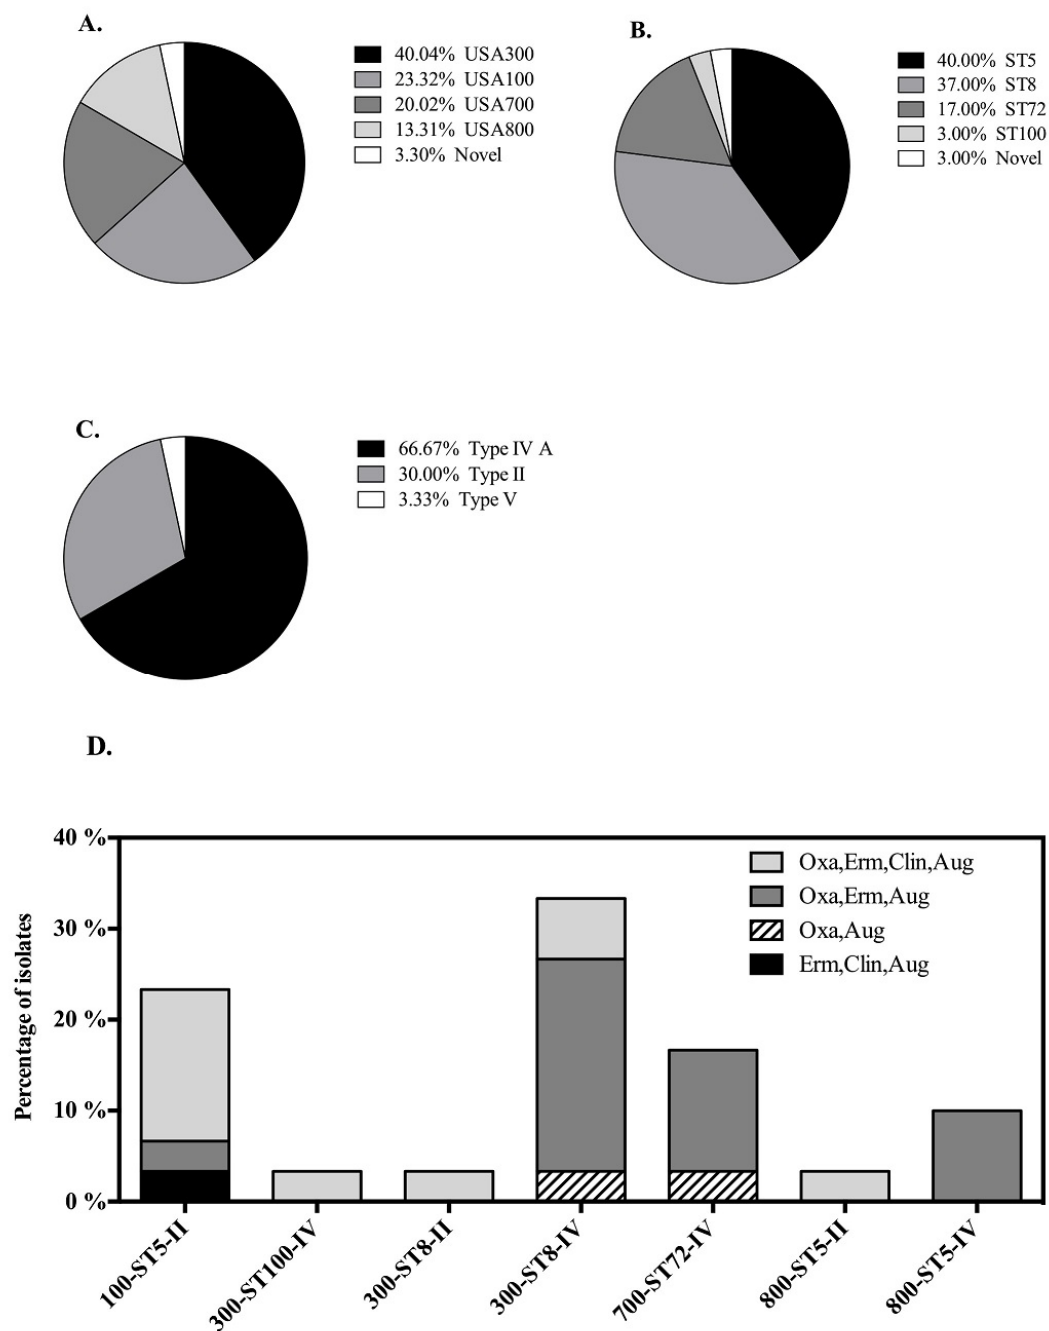 A.
40.04% USA300
23.32% USA100
20.02% USA700
13.31% USA800
3.30% Novel
B.
40.00% ST5
37.00% ST8
17.00% ST72
3.00% ST100
3.00% Novel
C.
66.67% Type IV A
30.00% Type II
3.33% Type V
D.
Percentage of isolates
40 %
30 %
20 %
10 %
0 %
Oxa,Erm,Clin,Aug
Oxa,Erm,Aug
Oxa,Aug
Erm,Clin,Aug
100-ST5-II
300-ST100-IV
300-ST8-II
300-ST8-IV
700-ST72-IV
800-ST5-II
800-ST5-IV